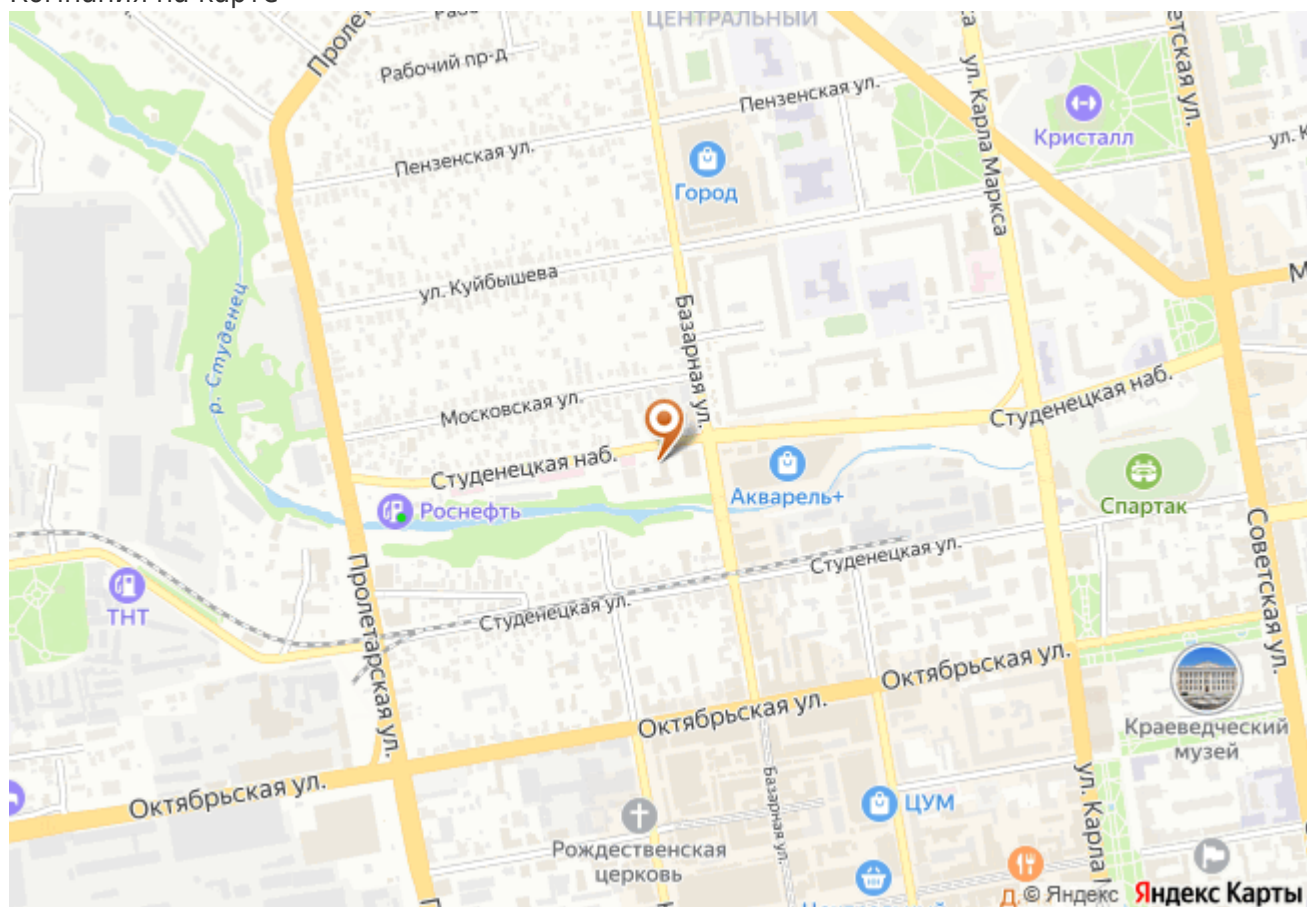 ЦЕНТРАЛЬНЫЙ
Рабочий пр-д
Пензенская ул.
Кристалл
ул. Карла Маркса
Пензенская ул.
Город
ул. Куйбышева
р. Студенец
Базарная ул.
Московская ул.
Студенецкая наб.
Студенецкая наб.
Акварель+
Спартак
Роснефть
Студенецкая ул.
Советская ул.
ТНТ
Пролетарская ул.
Студенецкая ул.
Октябрьская ул.
Октябрьская ул.
Краеведческий
музей
Базарная ул.
Октябрьская ул.
ЦУМ
ул. Карла
Рождественская
церковь
© Яндекс
Яндекс Карты